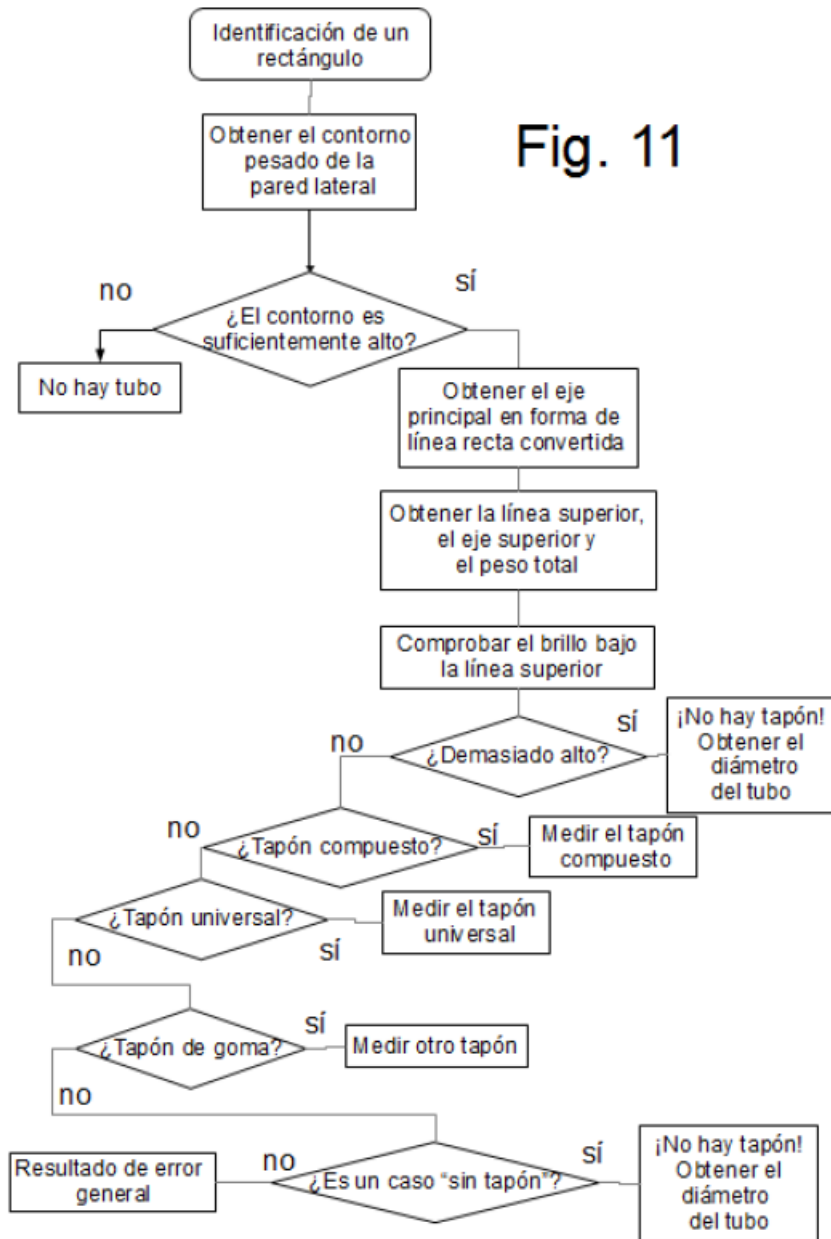 Identificación de un
rectángulo
Obtener el contorno
pesado de la
pared lateral
Fig. 11
no
sí
¿El contorno es
suficientemente alto?
No hay tubo
Obtener el eje
principal en forma de
línea recta convertida
Obtener la línea superior,
el eje superior y
el peso total
Comprobar el brillo bajo
la línea superior
no
¿Demasiado alto?
sí
¡No hay tapón!
Obtener el
diámetro
del tubo
no
¿Tapón compuesto?
sí
Medir el tapón
compuesto
¿Tapón universal?
Medir el tapón
universal
no
sí
¿Tapón de goma?
sí
Medir otro tapón
no
Resultado de error
general
no
¿Es un caso “sin tapón”?
sí
¡No hay tapón!
Obtener el
diámetro
del tubo